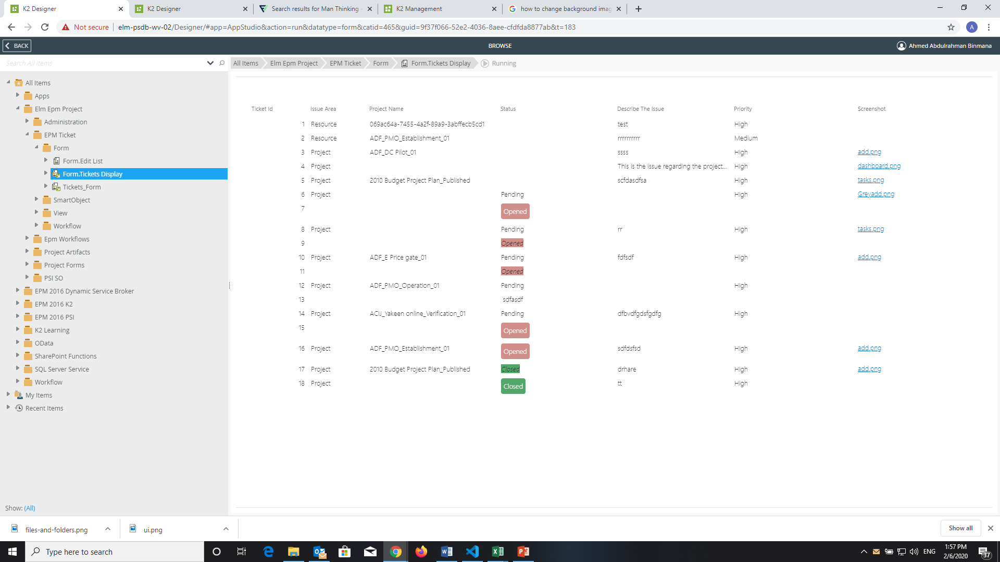 K2 Designer
K2 Designer
Search results for Man Thinking -
K2 Management
how to change background imag
Not secure
elm-psdb-wv-02/Designer/#app=AppStudio&action=run&datatype=form&catid=465&guid=9f37f066-52e2-4036-8aee-cfdfda8877ab&t=183
A
BACK
BROWSE
Ahmed Abdulrahman Binmana
Search All Items
All Items
Elm Epm Project
EPM Ticket
Form
Form.Tickets Display
Running
All Items
Apps
Elm Epm Project
Administration
EPM Ticket
Form
Form.Edit List
Form.Tickets Display
Tickets_Form
SmartObject
View
Workflow
Epm Workflows
Project Artifacts
Project Forms
PSI SO
EPM 2016 Dynamic Service Broker
EPM 2016 K2
EPM 2016 PSI
K2 Learning
OData
SharePoint Functions
SQL Server Service
Workflow
My Items
Recent Items
Show: (All)
Ticket Id Issue Area Project Name Status Describe The Issue Priority Screenshot
1 Resource 069ac64a-7455-4a2f-89a9-3abffecb5cd1 test High
2 Resource ADF_PMO_Establishment_01 rrrrrrrrrr Medium
3 Project ADF_DC Pilot_01 ssss High add.png
4 Project This is the issue regarding the project... High dashboard.png
5 Project 2010 Budget Project Plan_Published scfdasdfsa High tasks.png
6 Project Pending High Greyadd.png
7 Opened
8 Project Pending rr High tasks.png
9 Opened
10 Project ADF_E Price gate_01 Pending fdfsdf High add.png
11 Opened
12 Project ADF_PMO_Operation_01 Pending High
13 sdfasdf
14 Project ACIJ_Yakeen online_Verification_01 Pending dfbvdfgdsfgdfg High
15 Opened
16 Project ADF_PMO_Establishment_01 Opened sdfdsfsd High add.png
17 Project 2010 Budget Project Plan_Published Closed drhare High add.png
18 Project Closed tt High
files-and-folders.png
ui.png
Show all
Type here to search
ENG
1:57 PM
2/6/2020
37